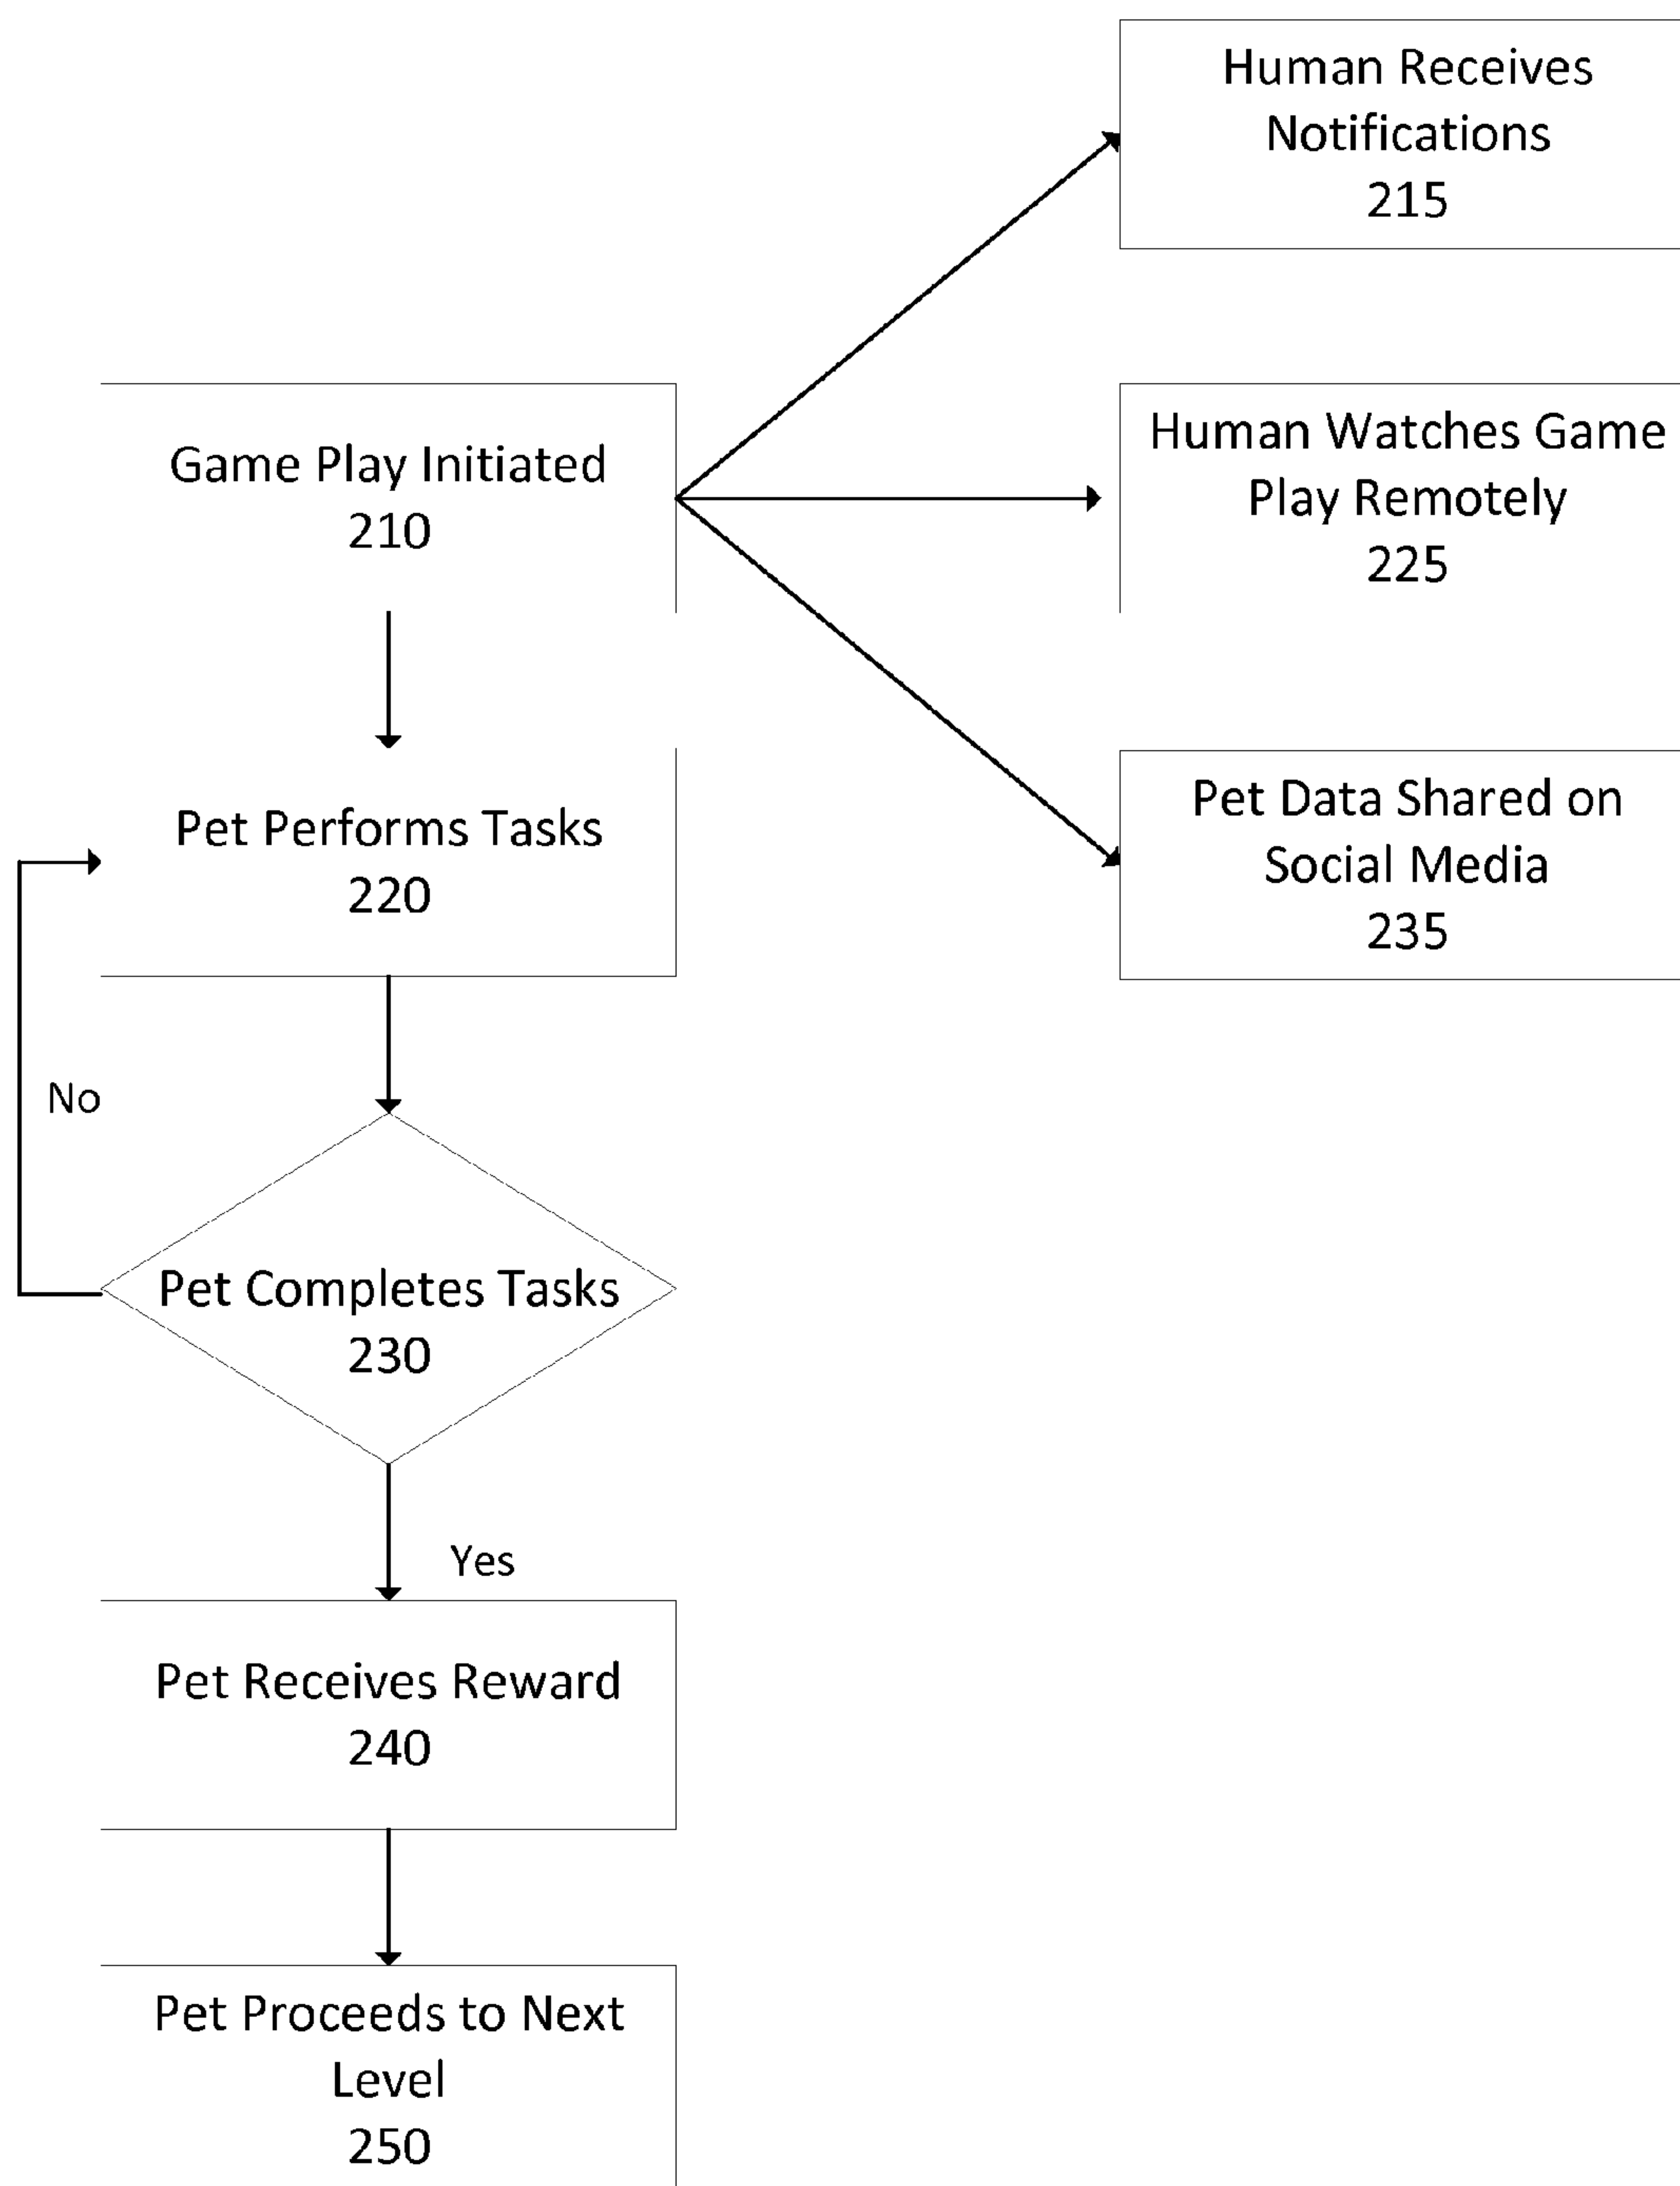 Human Receives
Notifications
215
Game Play Initiated
210
Human Watches Game
Play Remotely
225
Pet Performs Tasks
220
Pet Data Shared on
Social Media
235
No
Pet Completes Tasks
230
Yes
Pet Receives Reward
240
Pet Proceeds to Next
Level
250